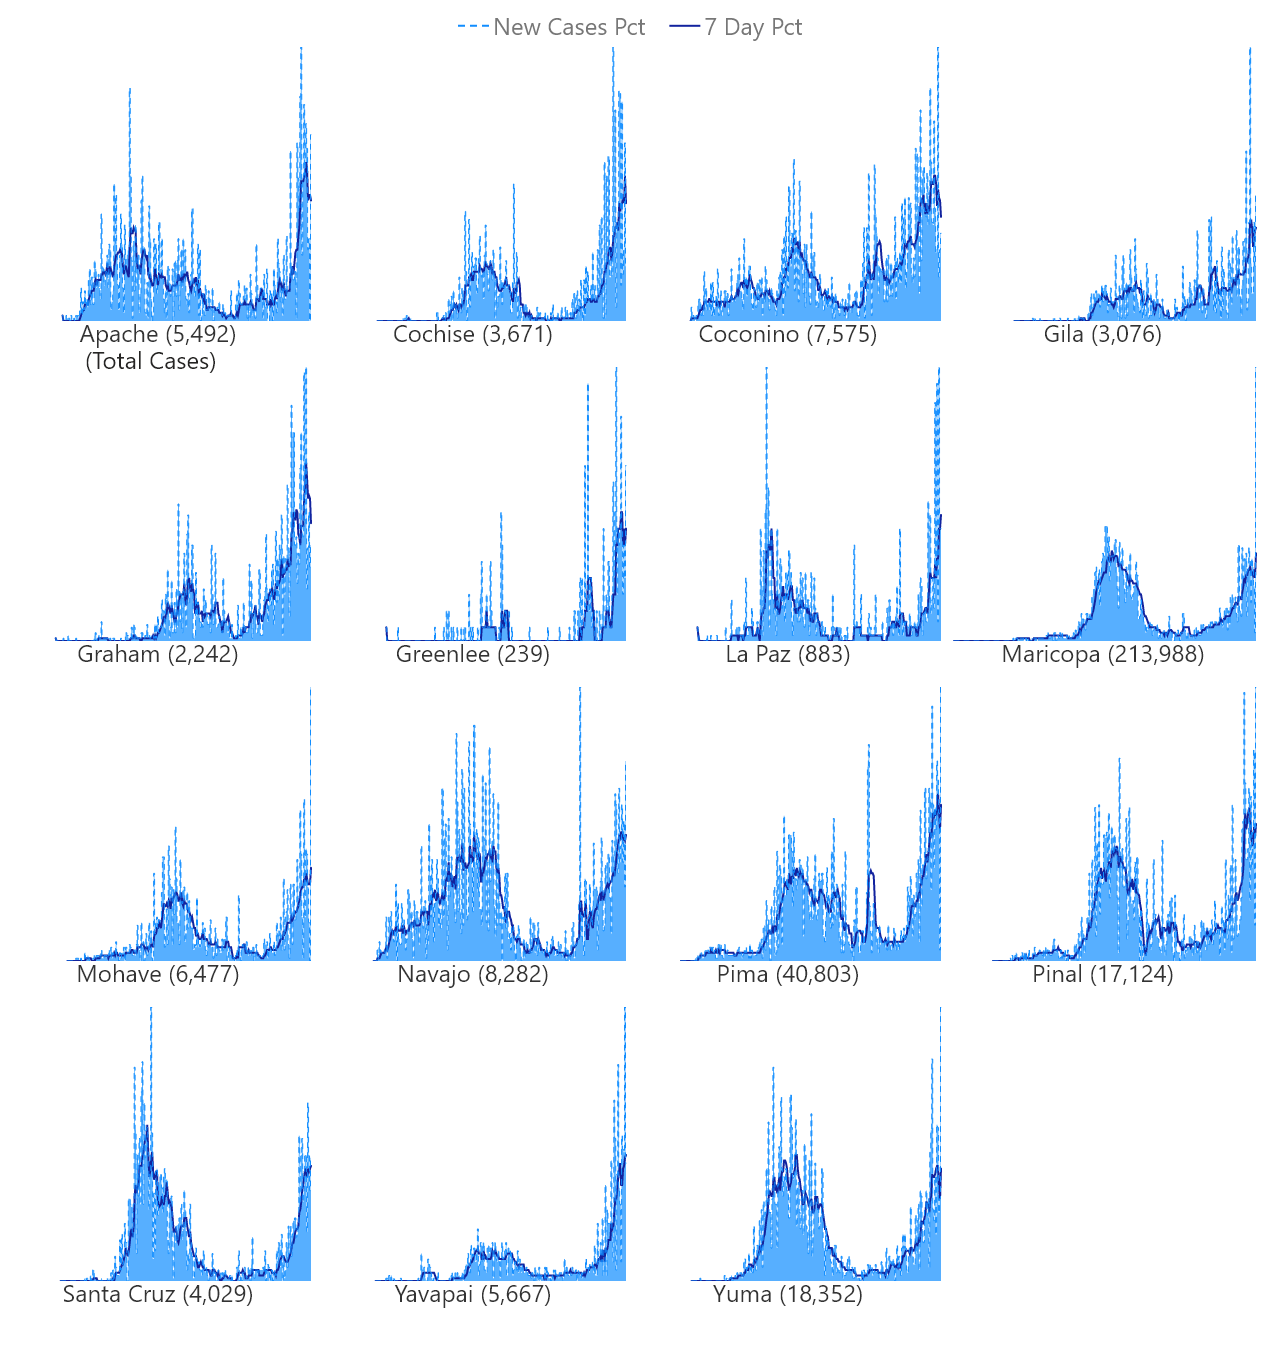 New Cases Pct 7 Day Pct
Apache (5,492) Cochise (3,671) Coconino (7,575) Gila (3,076)
(Total Cases)
Graham (2,242) Greenlee (239) La Paz (883) Maricopa (213,988)
Mohave (6,477) Navajo (8,282) Pima (40,803) Pinal (17,124)
Santa Cruz (4,029) Yavapai (5,667) Yuma (18,352)